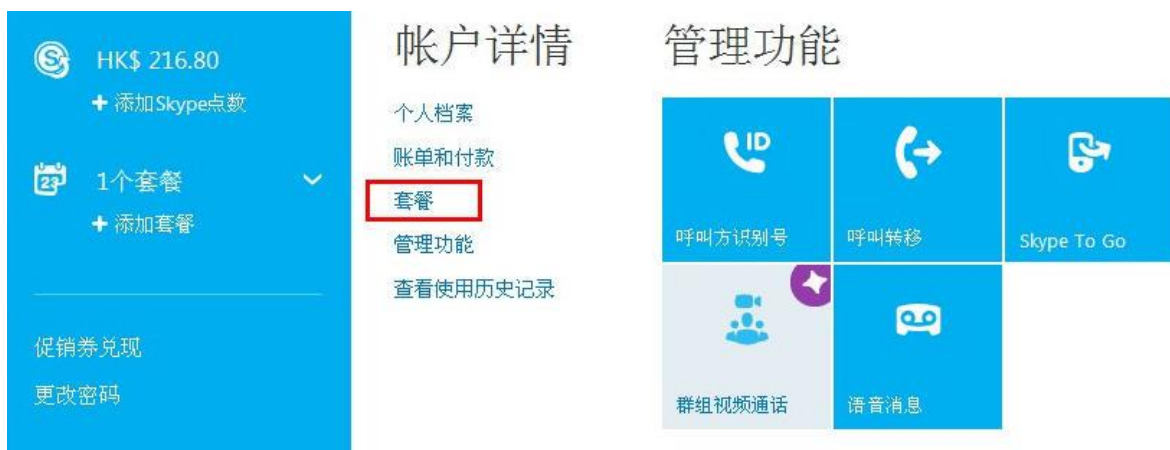 HK$ 216.80
+ 添加Skype点数
23
1个套餐
+ 添加套餐
促销券兑现
更改密码
帐户详情
个人档案
账单和付款
套餐
管理功能
查看使用历史记录
管理功能
ID
呼叫方识别号
呼叫转移
Skype To Go
群组视频通话
语音消息